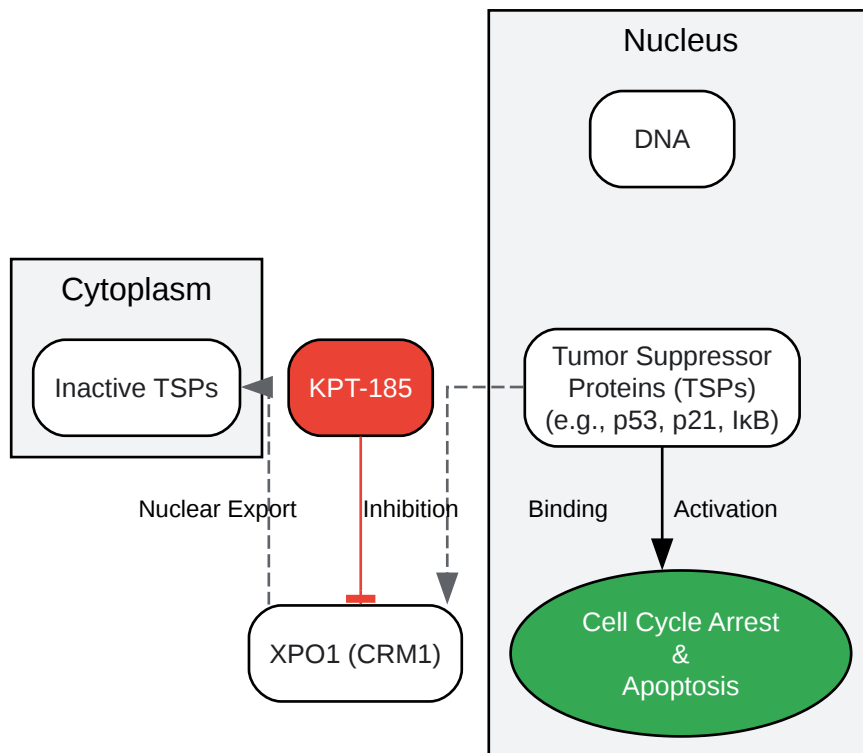 Nucleus
DNA
Cytoplasm
Inactive TSPs
KPT-185
Tumor Suppressor
Proteins (TSPs)
(e.g., p53, p21, IκB)
Nuclear Export
Inhibition
Binding
Activation
XPO1 (CRM1)
Cell Cycle Arrest
&
Apoptosis